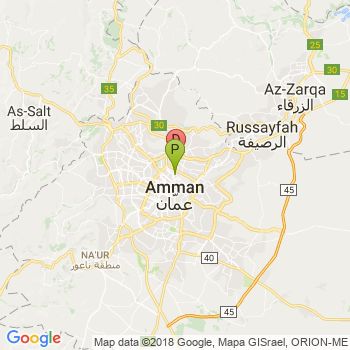 25
30
35
Az-Zarqa
الزرقاء
15
As-Salt
السلط
30
D
Russayfah
الرصيفة
P
Amman
عمّان
45
NA'UR
منطقة ناعور
40
45
Map data ©2018 Google, Mapa GISrael, ORION-ME